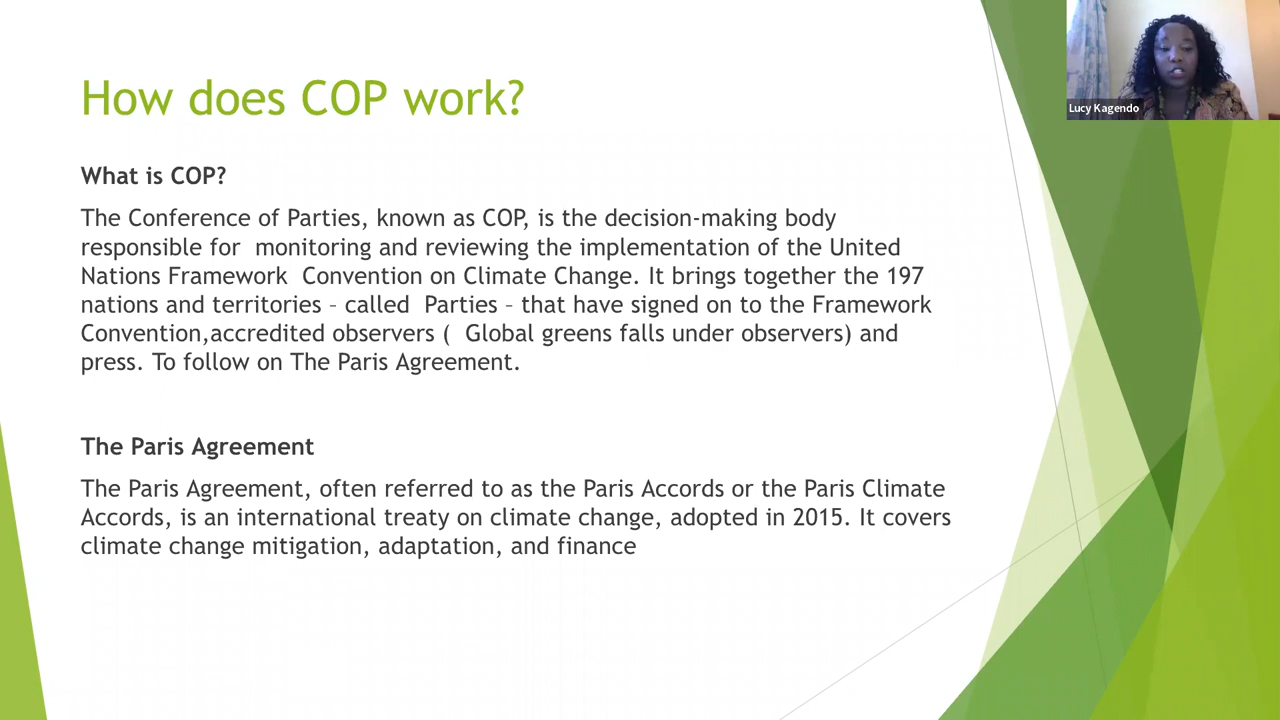 How does COP work?
Lucy Kagendo
What is COP?
The Conference of Parties, known as COP, is the decision-making body
responsible for  monitoring and reviewing the implementation of the United
Nations Framework  Convention on Climate Change. It brings together the 197
nations and territories – called  Parties – that have signed on to the Framework
Convention,accredited observers (  Global greens falls under observers) and
press. To follow on The Paris Agreement.
The Paris Agreement
The Paris Agreement, often referred to as the Paris Accords or the Paris Climate
Accords, is an international treaty on climate change, adopted in 2015. It covers
climate change mitigation, adaptation, and finance